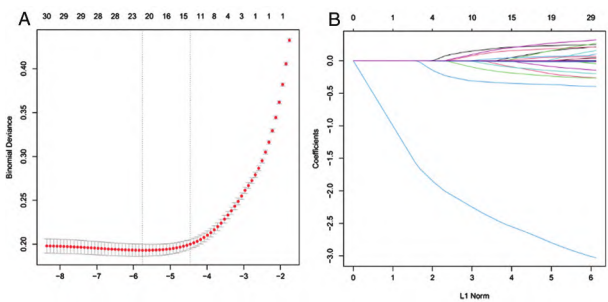 A
30 29 29 28 28 23 20 16 15 11 8 4 3 1 1 1
Binomial Deviance
0.40
0.35
0.30
0.25
0.20
−8 −7 −6 −5 −4 −3 −2
B
0 1 4 10 15 19 29
Coefficients
0.0
−0.5
−1.0
−1.5
−2.0
−2.5
−3.0
0 1 2 3 4 5 6
L1 Norm